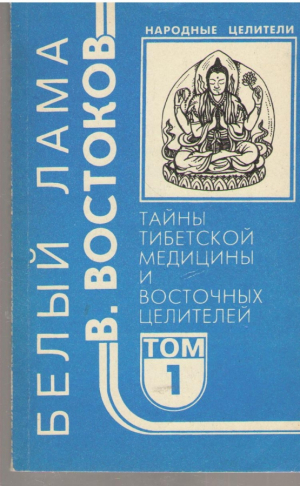 БЕЛЫЙ ЛАМА
В. ВОСТОКОВ
НАРОДНЫЕ ЦЕЛИТЕЛИ
ТАЙНЫ
ТИБЕТСКОЙ
МЕДИЦИНЫ
И
ВОСТОЧНЫХ
ЦЕЛИТЕЛЕЙ
ТОМ
1